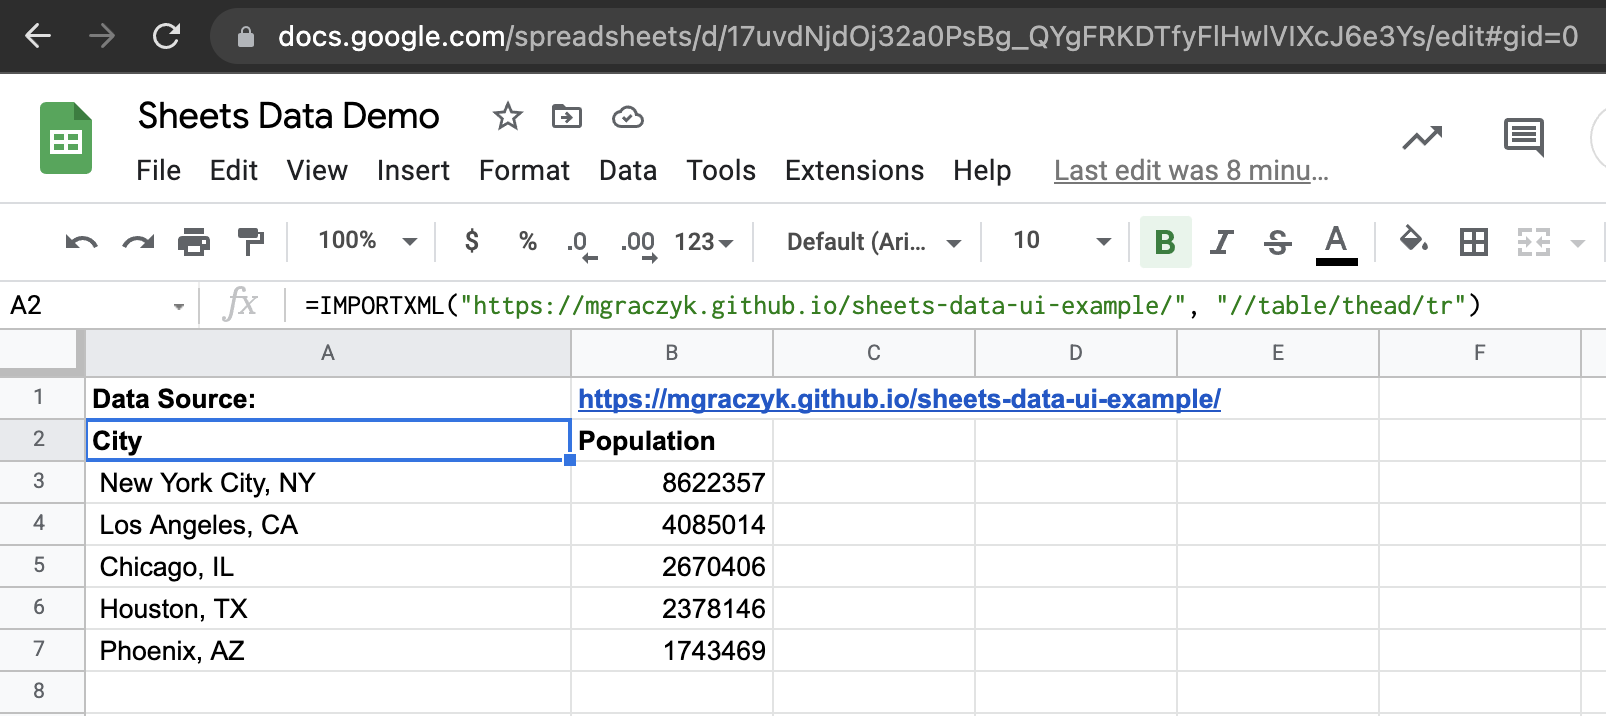 docs.google.com/spreadsheets/d/17uvdNjdOj32a0PsBg_QYgFRKDTfyFlHwlVIXcJ6e3Ys/edit#gid=0
Sheets Data Demo
File Edit View Insert Format Data Tools Extensions Help Last edit was 8 minu...
100% $ % .0 .00 123 Default (Ari... 10 B I S A
A2 fx =IMPORTXML("https://mgraczyk.github.io/sheets-data-ui-example/", "//table/thead/tr")
A B C D E F
1 Data Source: https://mgraczyk.github.io/sheets-data-ui-example/
2 City Population
3 New York City, NY 8622357
4 Los Angeles, CA 4085014
5 Chicago, IL 2670406
6 Houston, TX 2378146
7 Phoenix, AZ 1743469
8